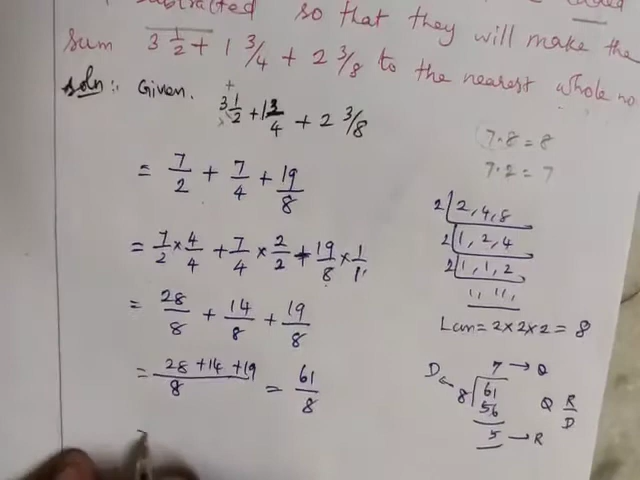 subtracted so that they will make the
sum 3 1/2 + 1 3/4 + 2 3/8 to the nearest whole no
soln:. Given.
3 1/2 + 1 3/4 + 2 3/8
7.8 = 8
7.2 = 7
= 7/2 + 7/4 + 19/8
2 | 2, 4, 8
2 | 1, 2, 4
2 | 1, 1, 2
1, 1, 1,
= 7/2 × 4/4 + 7/4 × 2/2 + 19/8 × 1/1
= 28/8 + 14/8 + 19/8
Lcm = 2×2×2 = 8
= 28 + 14 + 19 / 8 = 61/8
7 → Q
D ← 8 | 61
56
5 → R
Q R/D